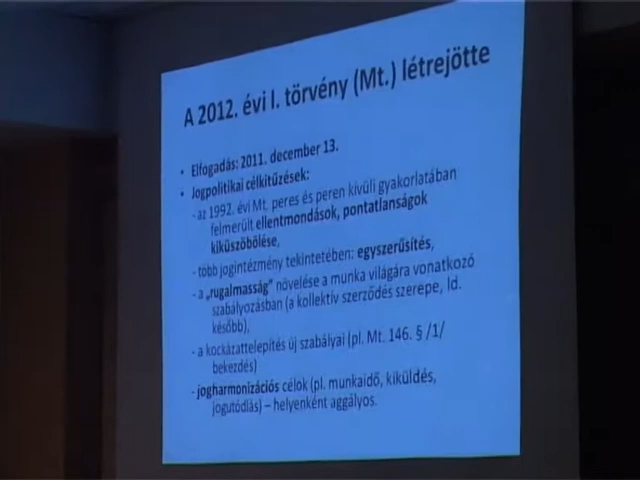 A 2012. évi I. törvény (Mt.) létrejötte
• Elfogadás: 2011. december 13.
• Jogpolitikai célkitűzések:
- az 1992. évi Mt. peres és peren kívüli gyakorlatában
felmerült ellentmondások, pontatlanságok
kiküszöbölése,
- több jogintézmény tekintetében: egyszerűsítés,
- a „rugalmasság" növelése a munka világára vonatkozó
szabályozásban (a kollektív szerződés szerepe, ld.
később),
- a kockázattelepítés új szabályai (pl. Mt. 146. § /1/
bekezdés)
- jogharmonizációs célok (pl. munkaidő, kiküldés,
jogutódlás) – helyenként aggályos.